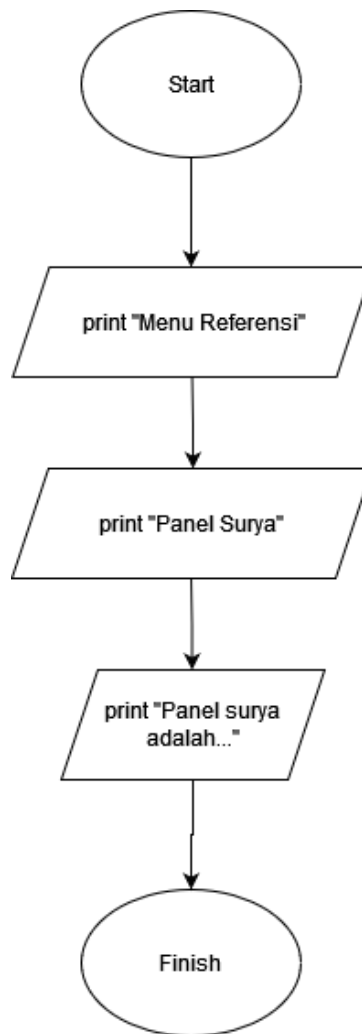 Start
print "Menu Referensi"
print "Panel Surya"
print "Panel surya
adalah..."
Finish